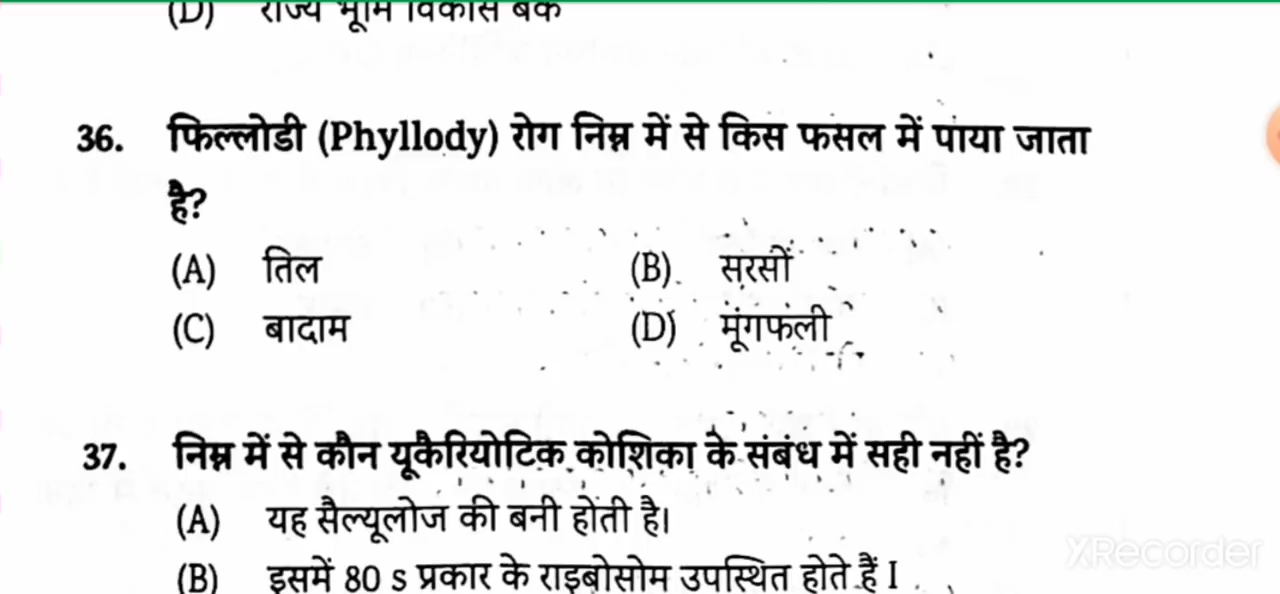 (D) राज्य भूमि विकास बैंक
36. फिल्लोडी (Phyllody) रोग निम्न में से किस फसल में पाया जाता
है?
(A) तिल (B) सरसों
(C) बादाम (D) मूंगफली
37. निम्न में से कौन यूकैरियोटिक कोशिका के संबंध में सही नहीं है?
(A) यह सैल्यूलोज की बनी होती है।
(B) इसमें 80 s प्रकार के राइबोसोम उपस्थित होते हैं I
XRecorder